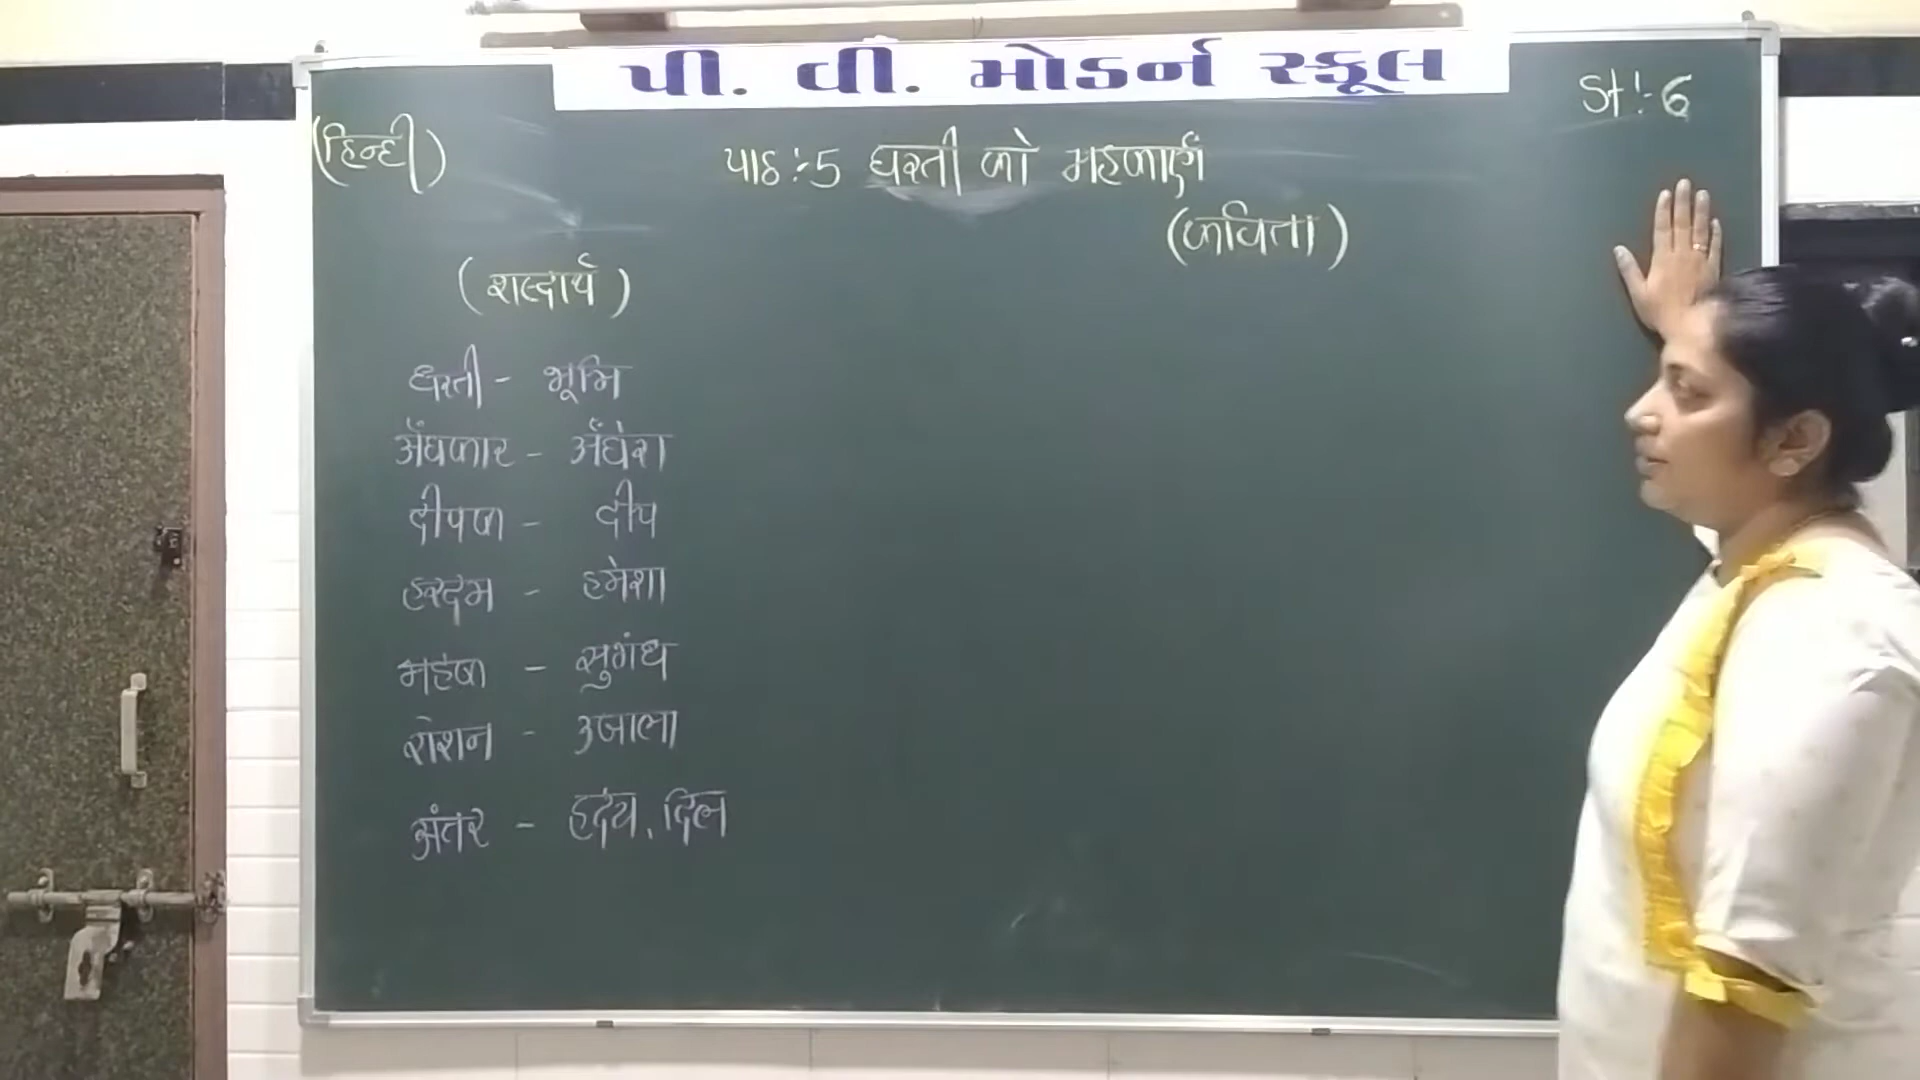 પી. વી. મોડર્ન સ્કૂલ
St:-6
(हिन्दी)
पाठ:-5 धरती को महकाएँ
(कविता)
(शब्दार्थ)
धरती - भूमि
अँधकार - अँधेरा
दीपक - दीप
हरदम - हमेशा
महक - सुगंध
रोशन - उजाला
अंतर - हृदय, दिल